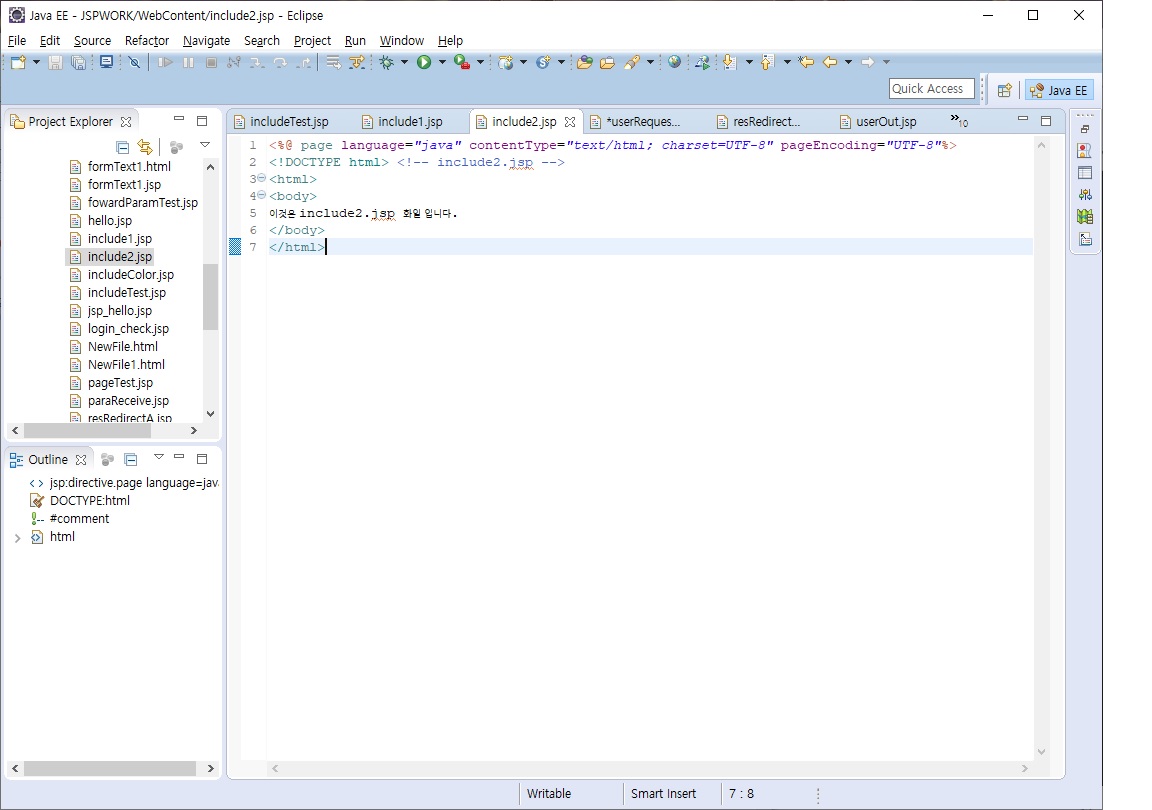 Java EE - JSPWORK/WebContent/include2.jsp - Eclipse
File Edit Source Refactor Navigate Search Project Run Window Help
Quick Access
Java EE
Project Explorer
formText1.html
formText1.jsp
fowardParamTest.jsp
hello.jsp
include1.jsp
include2.jsp
includeColor.jsp
includeTest.jsp
jsp_hello.jsp
login_check.jsp
NewFile.html
NewFile1.html
pageTest.jsp
paraReceive.jsp
resRedirectA.jsp
Outline
jsp:directive.page language=jav
DOCTYPE:html
#comment
html
includeTest.jsp include1.jsp include2.jsp *userReques... resRedirect... userOut.jsp »10
1 <%@ page language="java" contentType="text/html; charset=UTF-8" pageEncoding="UTF-8"%>
2 <!DOCTYPE html> <!-- include2.jsp -->
3 <html>
4 <body>
5 이것은 include2.jsp 화일 입니다.
6 </body>
7 </html>
Writable Smart Insert 7 : 8